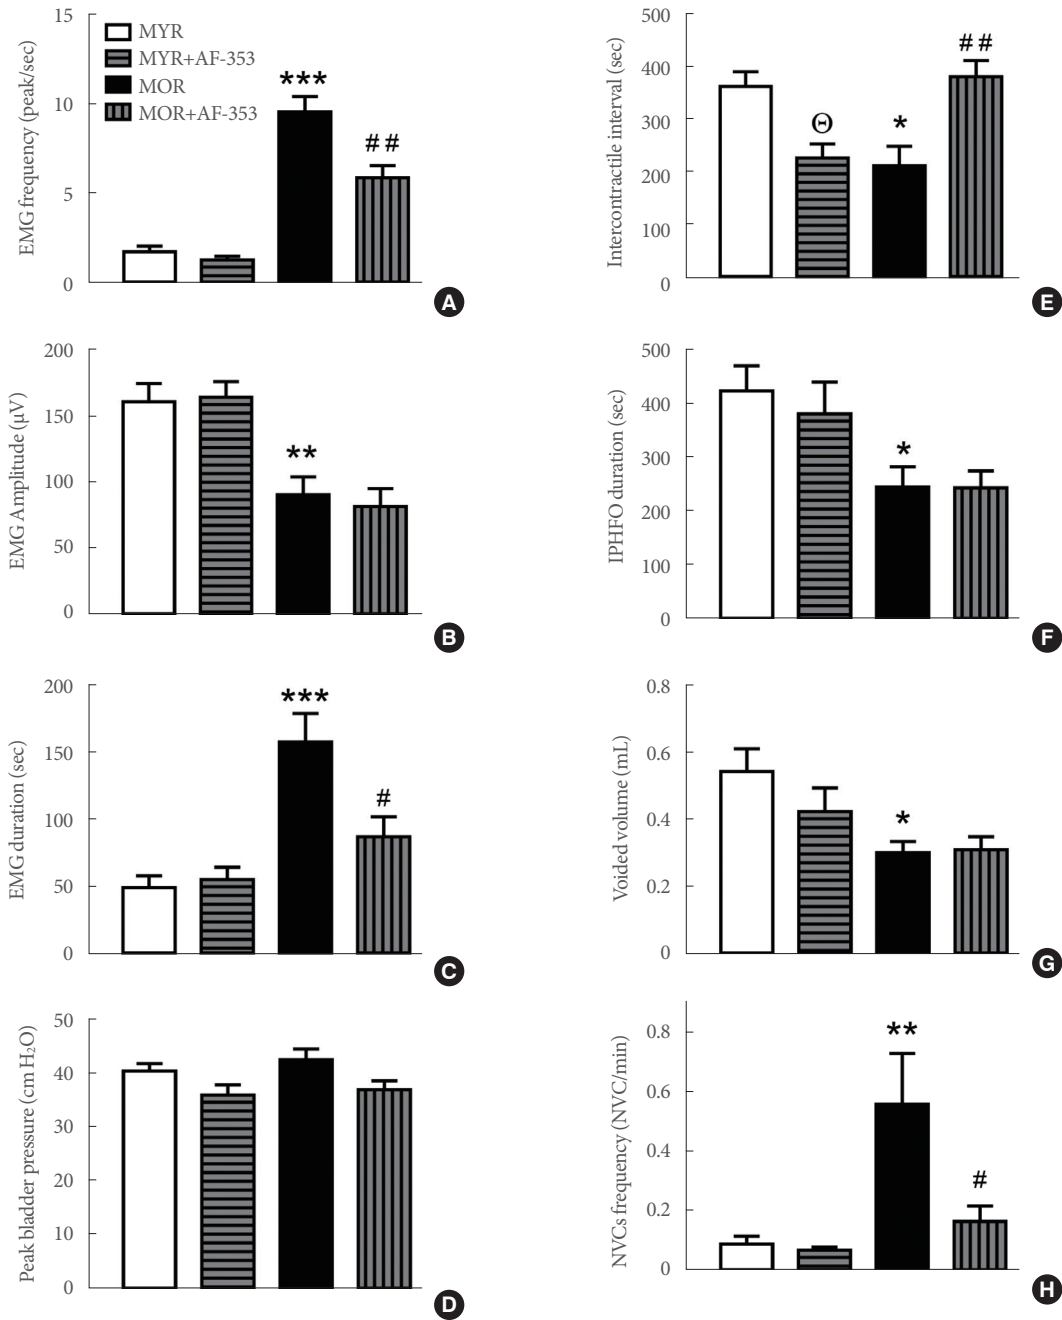 EMG frequency (peak/sec)
15
10
5
0
MYR
MYR+AF-353
MOR
MOR+AF-353
***
##
A
Intercontractile interval (sec)
500
400
300
200
100
0
Θ
*
##
E
EMG Amplitude (µV)
200
150
100
50
0
**
B
IPHFO duration (sec)
500
400
300
200
100
0
*
F
EMG duration (sec)
200
150
100
50
0
***
#
C
Voided volume (mL)
0.8
0.6
0.4
0.2
0
*
G
Peak bladder pressure (cm H₂O)
50
40
30
20
10
0
D
NVCs frequency (NVC/min)
0.8
0.6
0.4
0.2
0
**
#
H